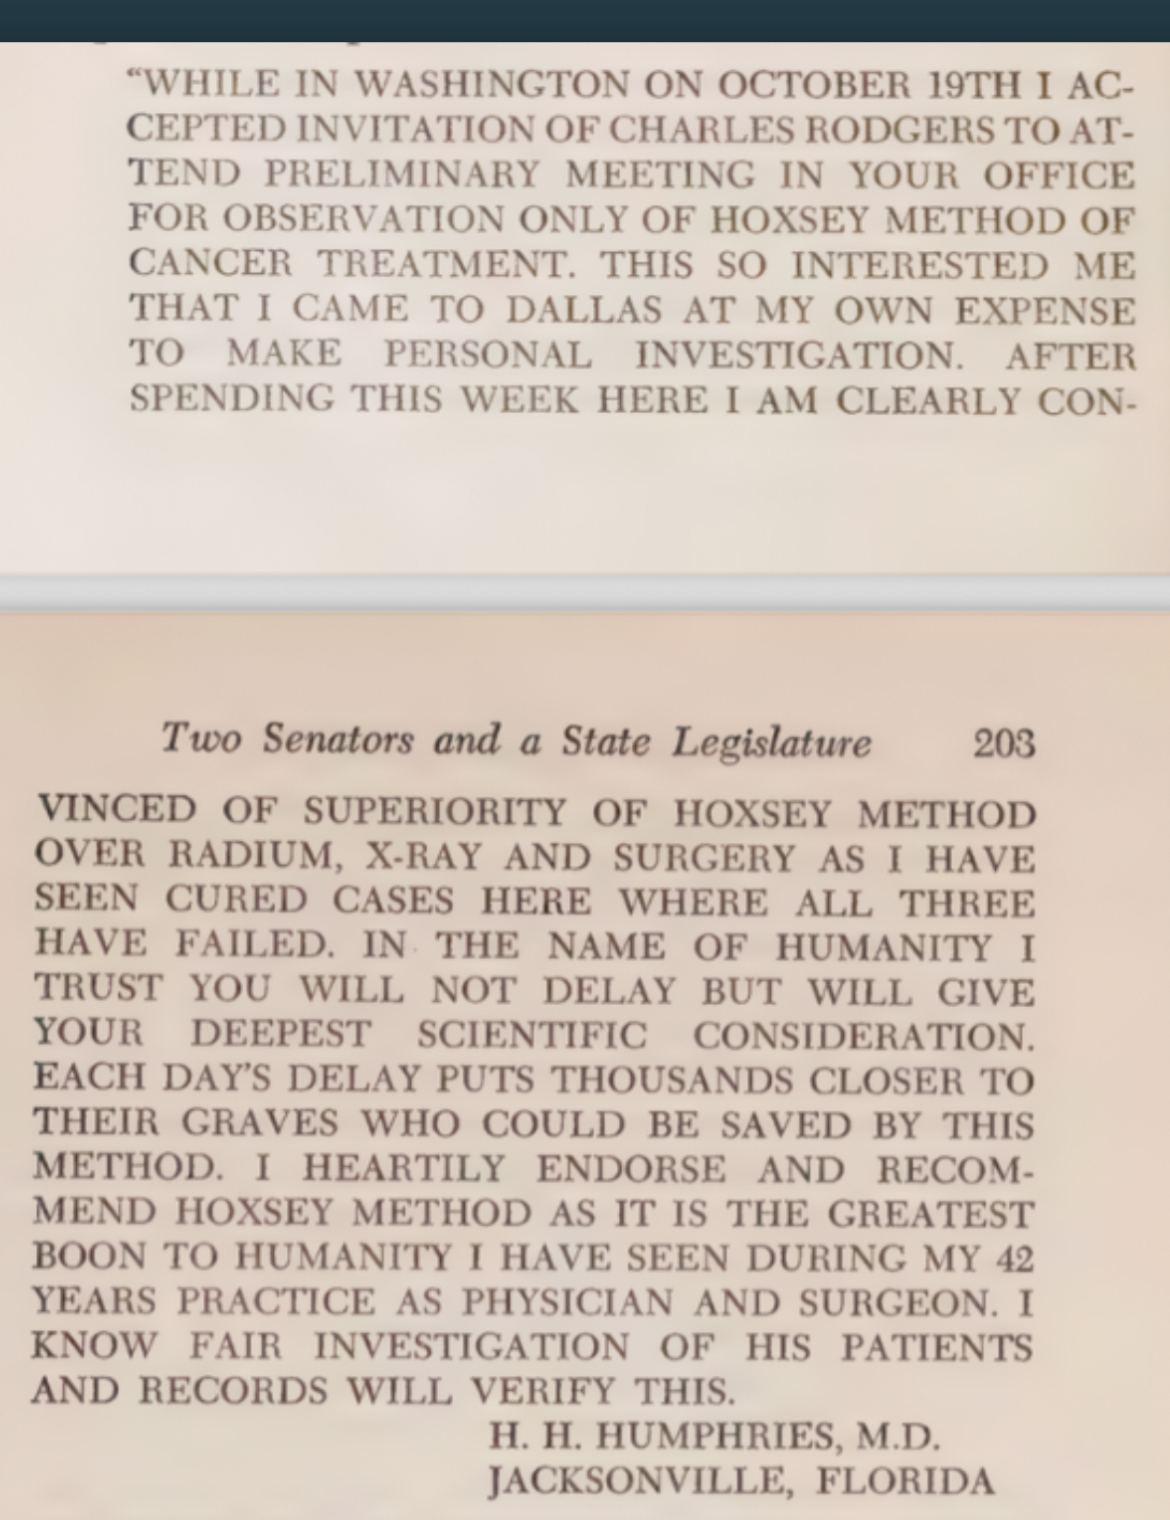 “WHILE IN WASHINGTON ON OCTOBER 19TH I AC-
CEPTED INVITATION OF CHARLES RODGERS TO AT-
TEND PRELIMINARY MEETING IN YOUR OFFICE
FOR OBSERVATION ONLY OF HOXSEY METHOD OF
CANCER TREATMENT. THIS SO INTERESTED ME
THAT I CAME TO DALLAS AT MY OWN EXPENSE
TO MAKE PERSONAL INVESTIGATION. AFTER
SPENDING THIS WEEK HERE I AM CLEARLY CON-
Two Senators and a State Legislature 203
VINCED OF SUPERIORITY OF HOXSEY METHOD
OVER RADIUM, X-RAY AND SURGERY AS I HAVE
SEEN CURED CASES HERE WHERE ALL THREE
HAVE FAILED. IN THE NAME OF HUMANITY I
TRUST YOU WILL NOT DELAY BUT WILL GIVE
YOUR DEEPEST SCIENTIFIC CONSIDERATION.
EACH DAY'S DELAY PUTS THOUSANDS CLOSER TO
THEIR GRAVES WHO COULD BE SAVED BY THIS
METHOD. I HEARTILY ENDORSE AND RECOM-
MEND HOXSEY METHOD AS IT IS THE GREATEST
BOON TO HUMANITY I HAVE SEEN DURING MY 42
YEARS PRACTICE AS PHYSICIAN AND SURGEON. I
KNOW FAIR INVESTIGATION OF HIS PATIENTS
AND RECORDS WILL VERIFY THIS.
H. H. HUMPHRIES, M.D.
JACKSONVILLE, FLORIDA